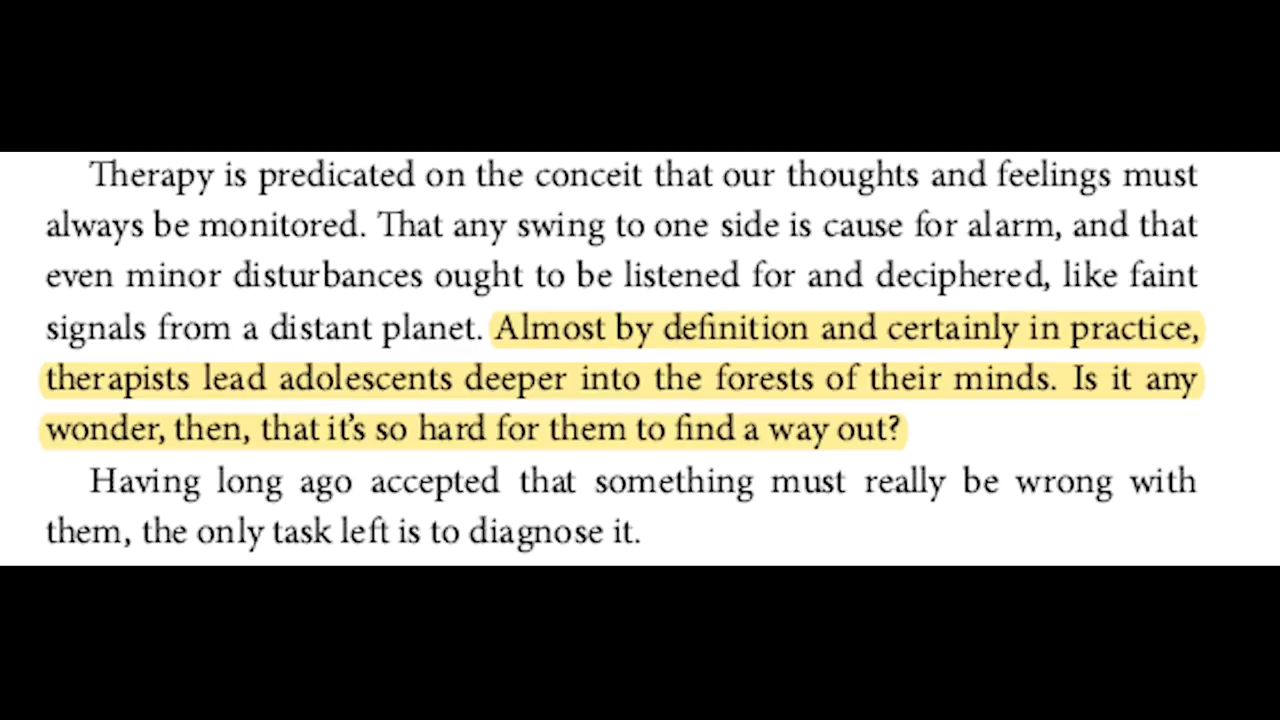 Therapy is predicated on the conceit that our thoughts and feelings must
always be monitored. That any swing to one side is cause for alarm, and that
even minor disturbances ought to be listened for and deciphered, like faint
signals from a distant planet. Almost by definition and certainly in practice,
therapists lead adolescents deeper into the forests of their minds. Is it any
wonder, then, that it’s so hard for them to find a way out?
Having long ago accepted that something must really be wrong with
them, the only task left is to diagnose it.